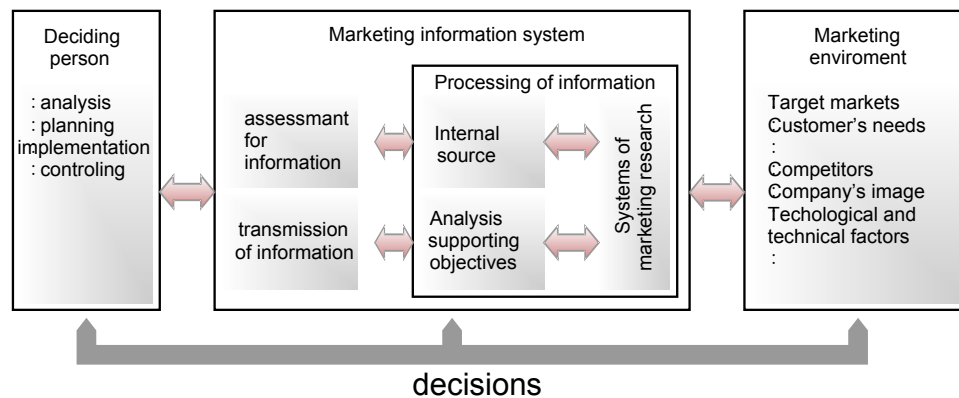 Deciding
person
: analysis
: planning
implementation
: controling
Marketing information system
assessmant
for
information
transmission
of information
Processing of information
Internal
source
Analysis
supporting
objectives
Systems of
marketing research
Marketing
enviroment
Target markets
Customer's needs
:
Competitors
Company's image
Techological and
technical factors
:
decisions